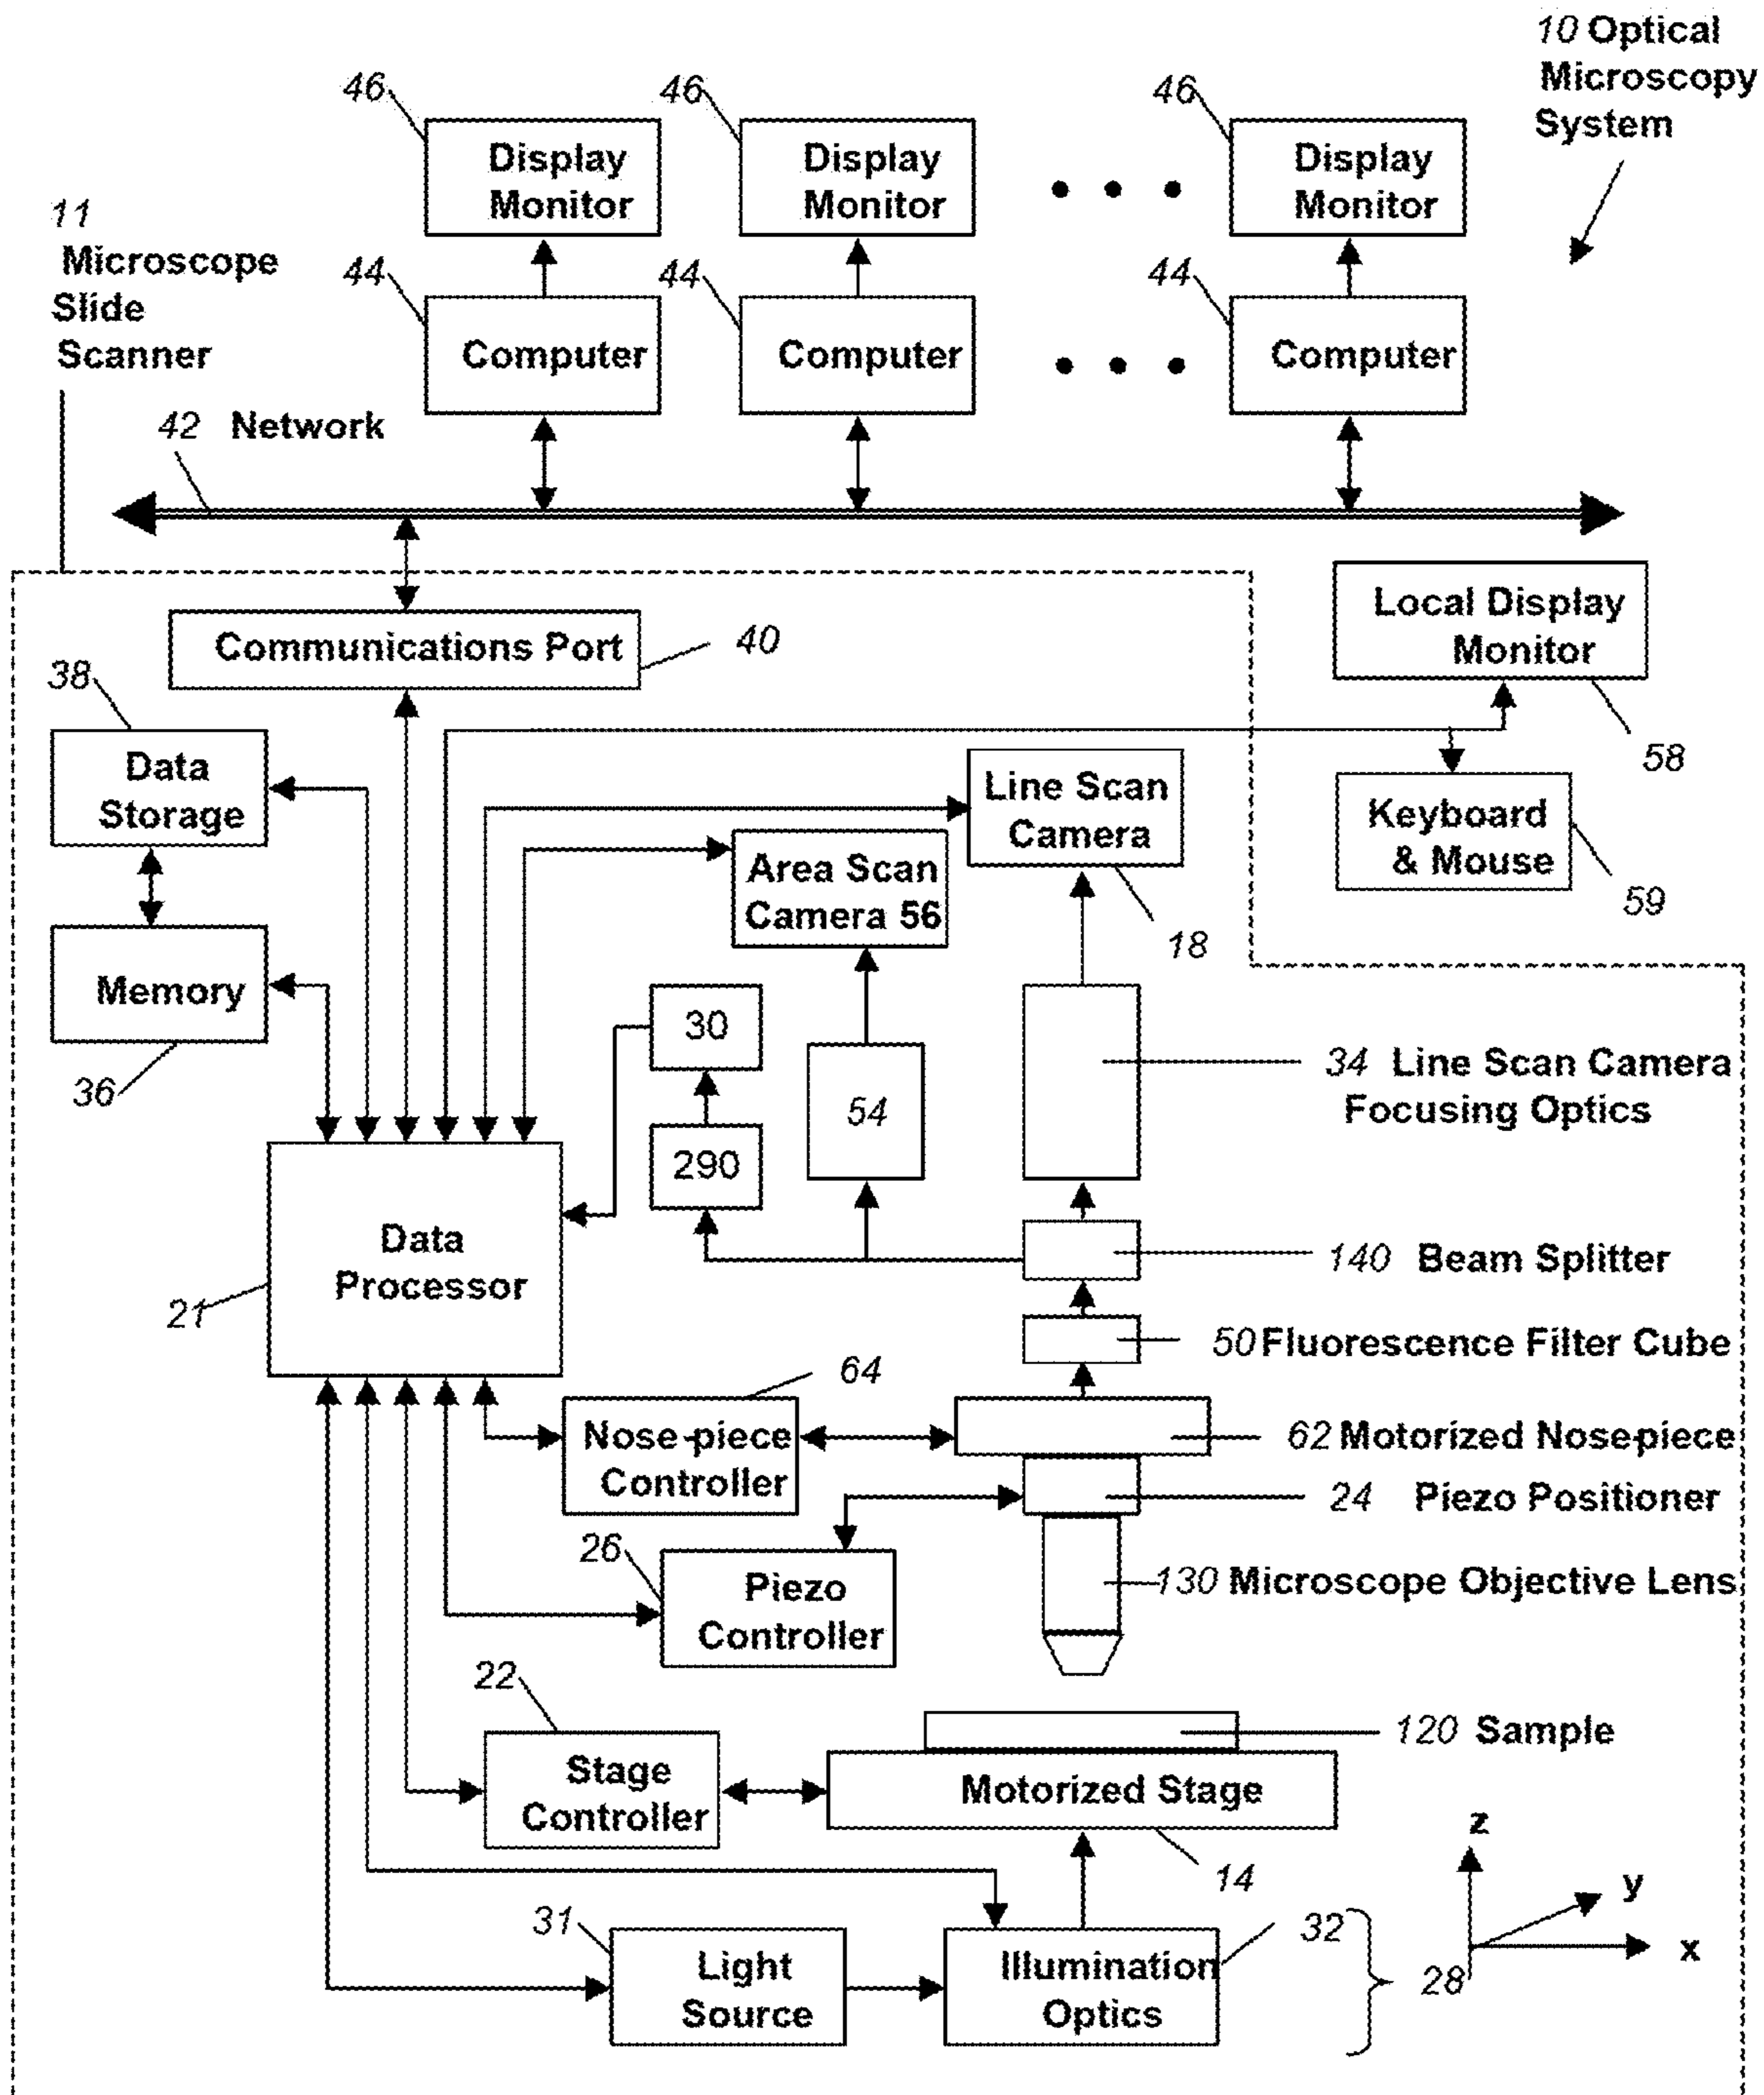 10 Optical
Microscopy
System
46
46
46
Display
Monitor
Display
Monitor
Display
Monitor
11
Microscope
Slide
Scanner
44
44
44
Computer
Computer
Computer
42 Network
Communications Port
40
Local Display
Monitor
58
38
Data
Storage
Line Scan
Camera
18
Keyboard
& Mouse
59
Area Scan
Camera 56
Memory
36
30
54
290
34 Line Scan Camera
Focusing Optics
Data
Processor
21
140 Beam Splitter
50 Fluorescence Filter Cube
64
Nose-piece
Controller
62 Motorized Nosepiece
24 Piezo Positioner
26
Piezo
Controller
130 Microscope Objective Lens
22
Stage
Controller
120 Sample
Motorized Stage
14
z
y
x
31
Light
Source
Illumination
Optics
32
28